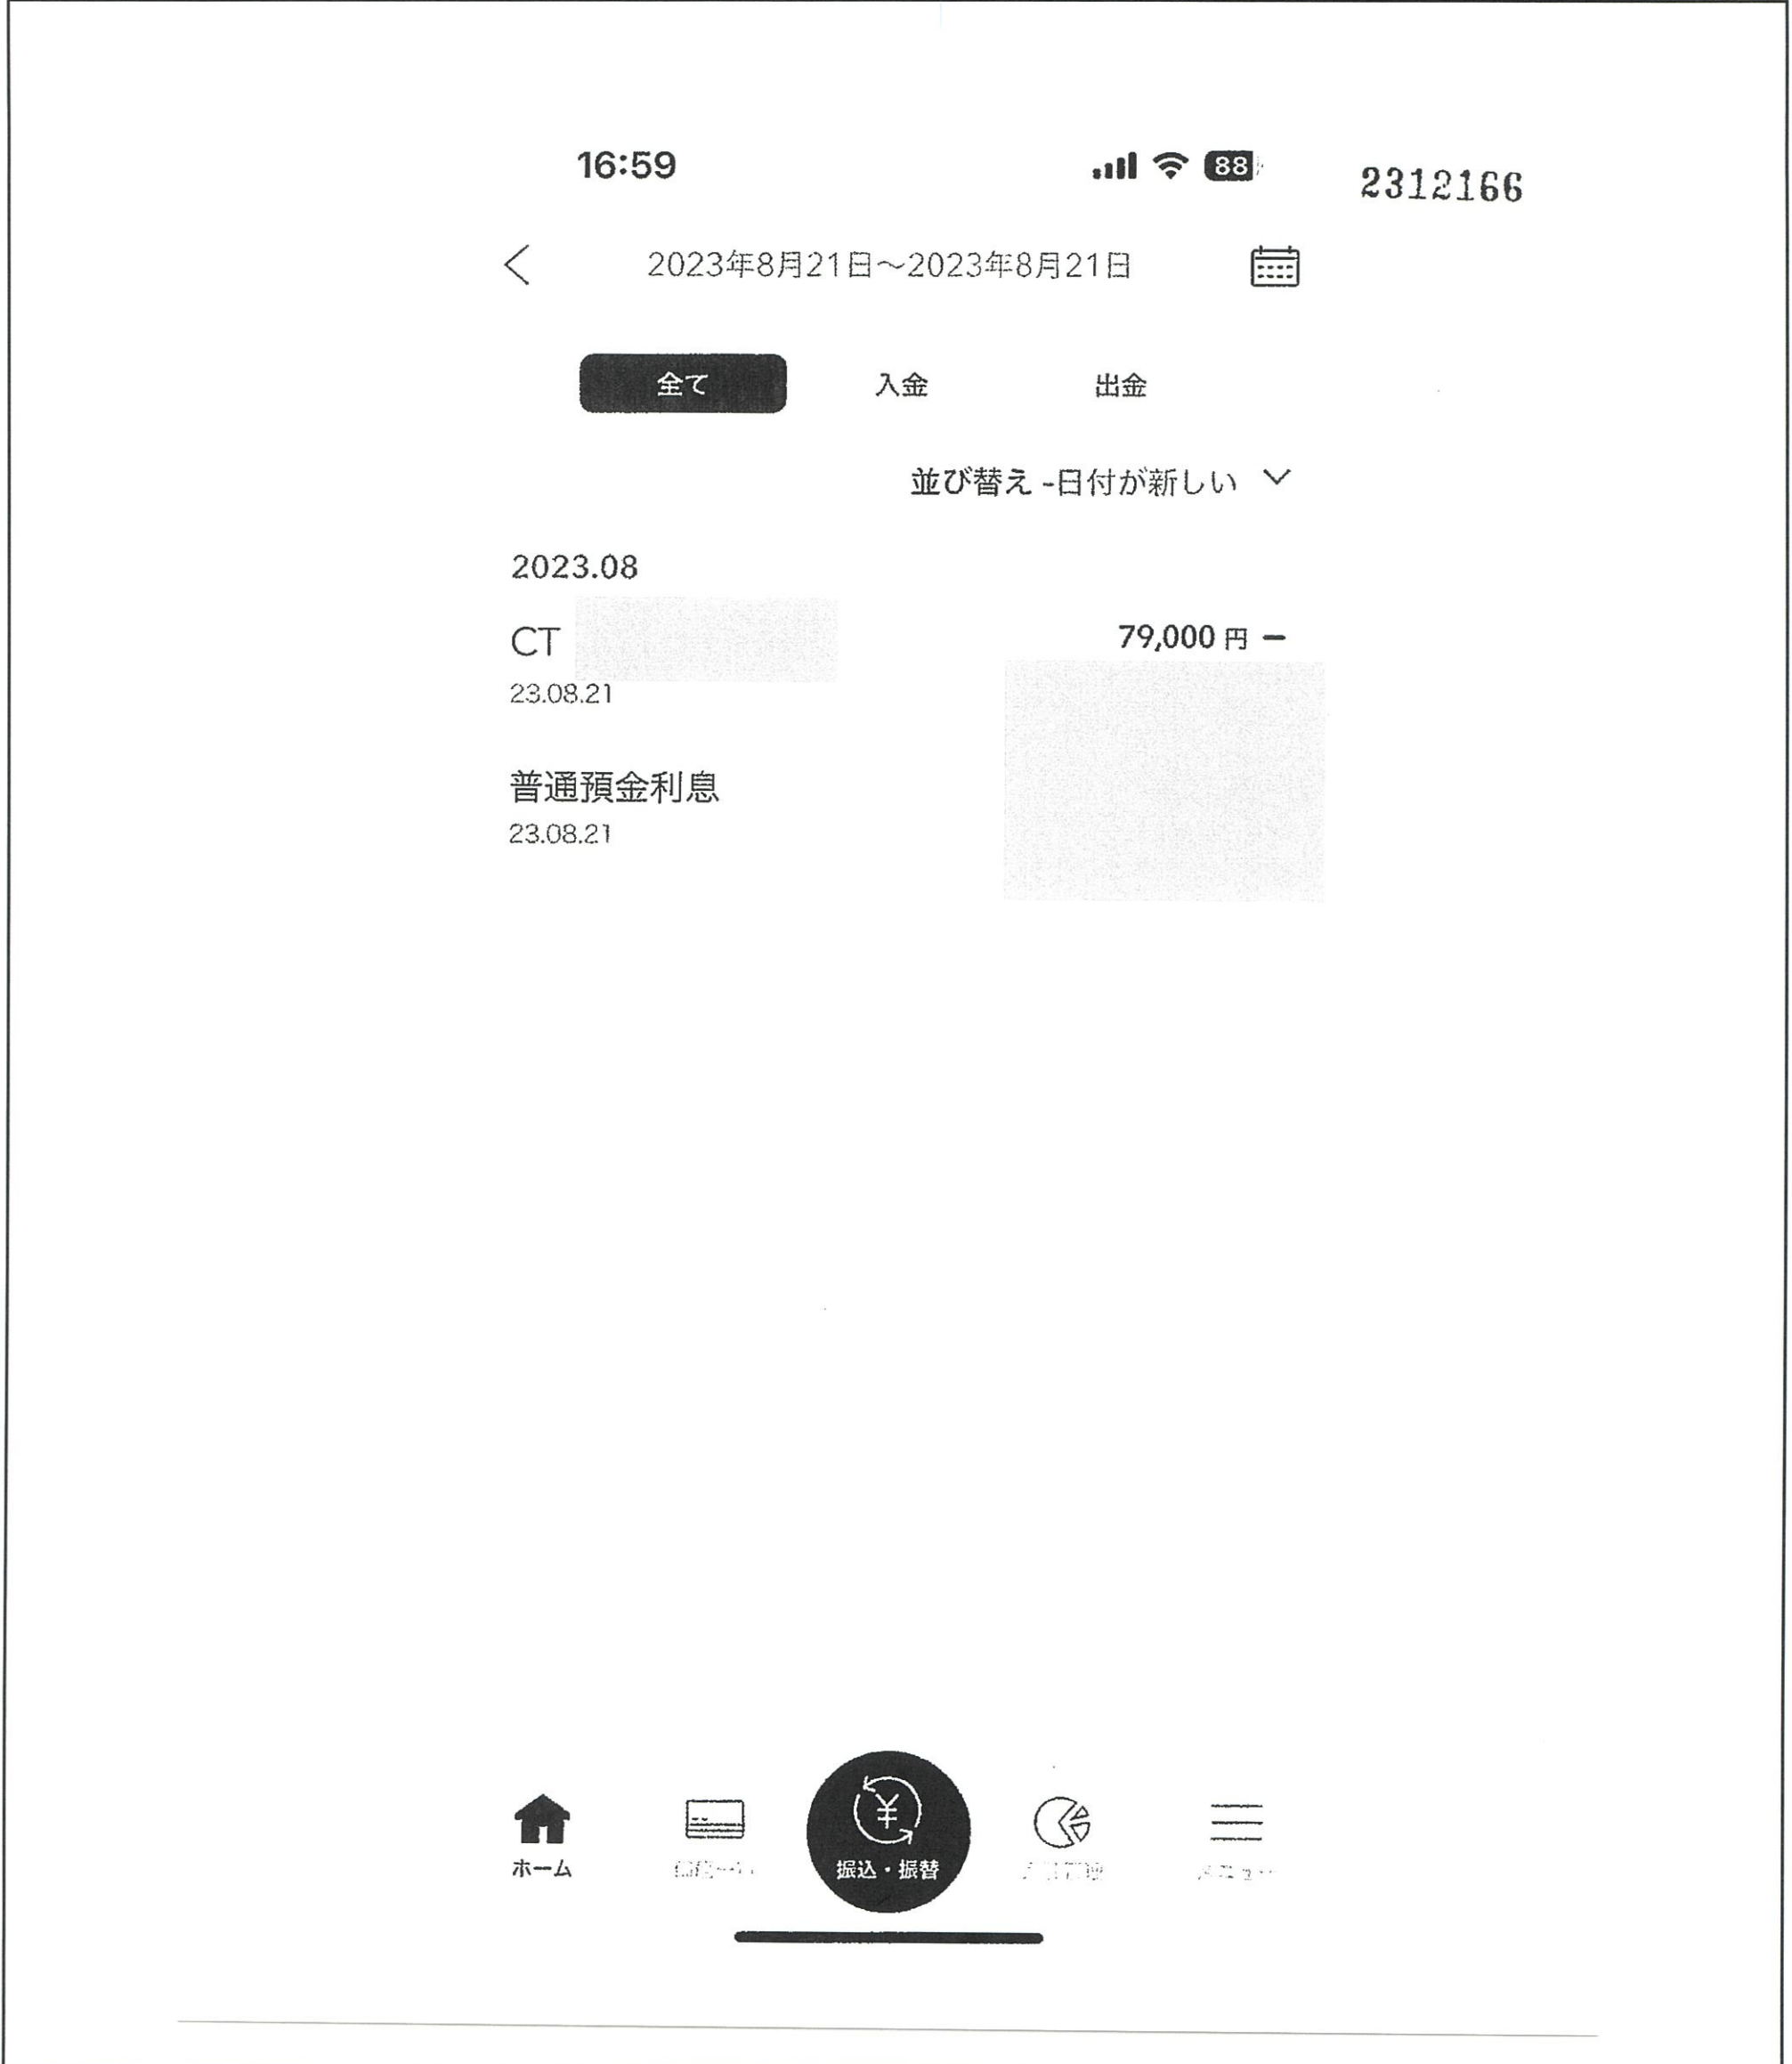 16:59
88
2312166
2023年8月21日～2023年8月21日
全て
入金
出金
並び替え -日付が新しい
2023.08
CT
79,000 円
23.08.21
普通預金利息
23.08.21
ホーム
振込・振替